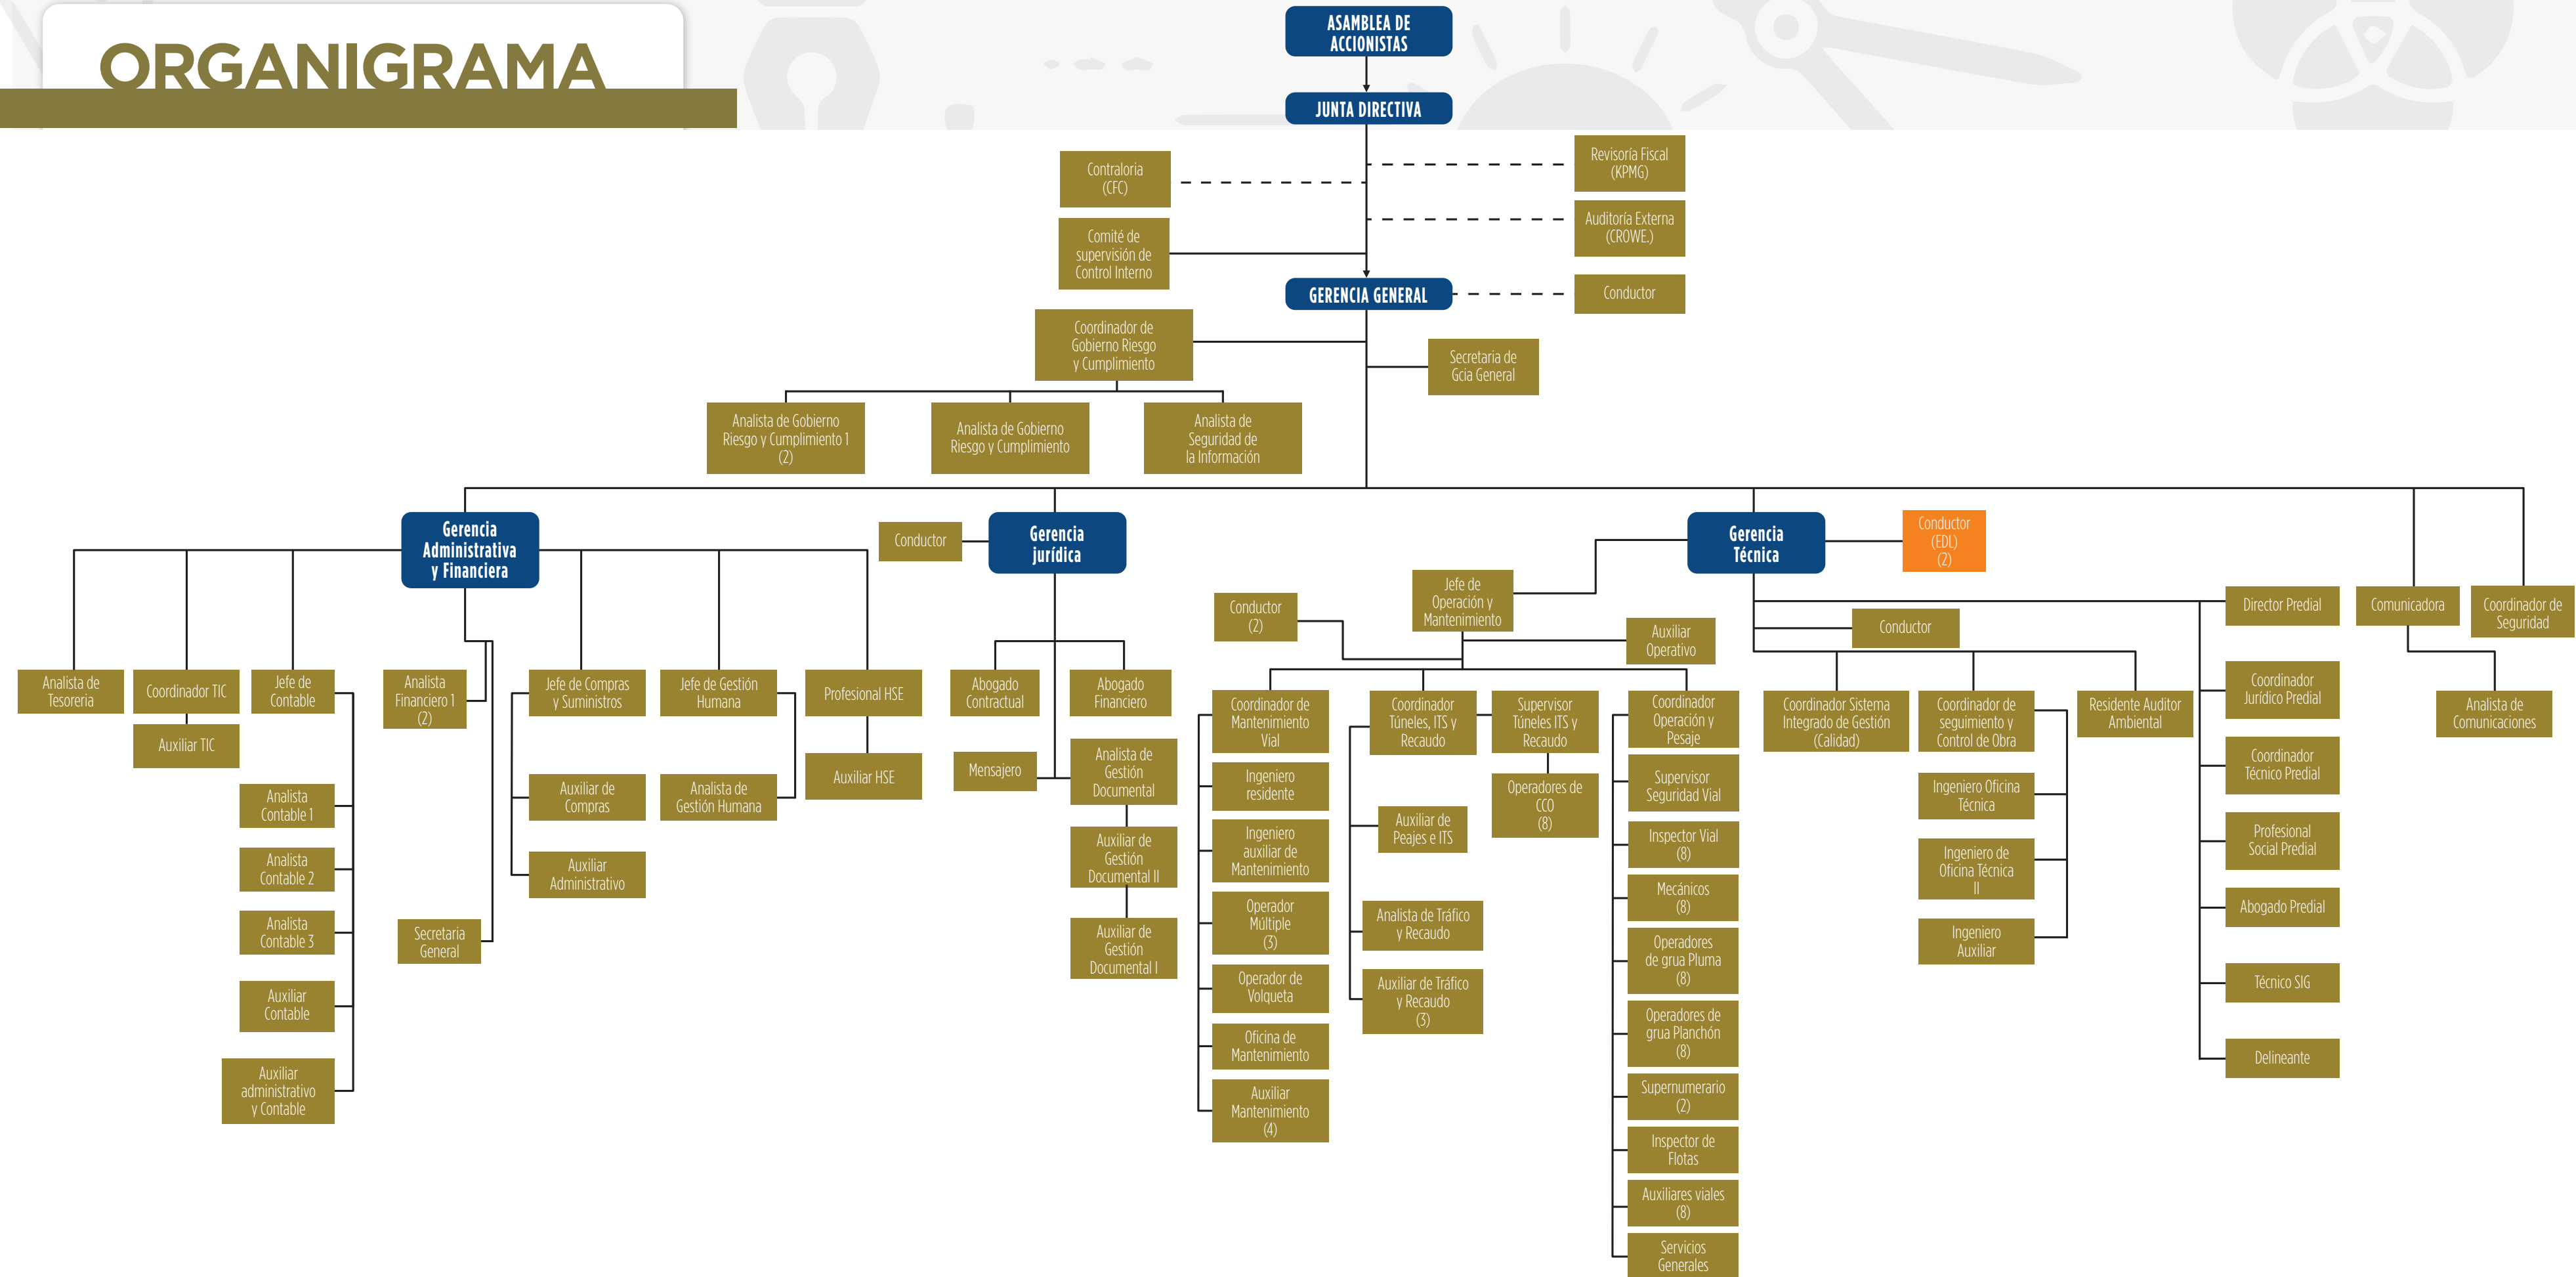 ORGANIGRAMA
ASAMBLEA DE
ACCIONISTAS
JUNTA DIRECTIVA
Contraloria
(CFC)
Revisoría Fiscal
(KPMG)
Comité de
supervisión de
Control Interno
Auditoría Externa
(CROWE.)
GERENCIA GENERAL
Conductor
Coordinador de
Gobierno Riesgo
y Cumplimiento
Secretaria de
Gcia General
Analista de Gobierno
Riesgo y Cumplimiento 1
(2)
Analista de Gobierno
Riesgo y Cumplimiento
Analista de
Seguridad de
la Información
Gerencia
Administrativa
y Financiera
Conductor
Gerencia
jurídica
Gerencia
Técnica
Conductor
(EDL)
(2)
Analista de
Tesoreria
Coordinador TIC
Auxiliar TIC
Jefe de
Contable
Analista
Contable 1
Analista
Contable 2
Analista
Contable 3
Auxiliar
Contable
Auxiliar
administrativo
y Contable
Analista
Financiero 1
(2)
Secretaria
General
Jefe de Compras
y Suministros
Auxiliar de
Compras
Auxiliar
Administrativo
Jefe de Gestión
Humana
Analista de
Gestión Humana
Profesional HSE
Auxiliar HSE
Abogado
Contractual
Abogado
Financiero
Mensajero
Analista de
Gestión
Documental
Auxiliar de
Gestión
Documental II
Auxiliar de
Gestión
Documental I
Conductor
(2)
Jefe de
Operación y
Mantenimiento
Auxiliar
Operativo
Coordinador de
Mantenimiento
Vial
Ingeniero
residente
Ingeniero
auxiliar de
Mantenimiento
Operador
Múltiple
(3)
Operador de
Volqueta
Oficina de
Mantenimiento
Auxiliar
Mantenimiento
(4)
Coordinador
Túneles, ITS y
Recaudo
Auxiliar de
Peajes e ITS
Analista de Tráfico
y Recaudo
Auxiliar de Tráfico
y Recaudo
(3)
Supervisor
Túneles ITS y
Recaudo
Operadores de
CCO
(8)
Coordinador
Operación y
Pesaje
Supervisor
Seguridad Vial
Inspector Vial
(8)
Mecánicos
(8)
Operadores
de grua Pluma
(8)
Operadores de
grua Planchón
(8)
Supernumerario
(2)
Inspector de
Flotas
Auxiliares viales
(8)
Servicios
Generales
Conductor
Coordinador Sistema
Integrado de Gestión
(Calidad)
Coordinador de
seguimiento y
Control de Obra
Ingeniero Oficina
Técnica
Ingeniero de
Oficina Técnica
II
Ingeniero
Auxiliar
Residente Auditor
Ambiental
Director Predial
Coordinador
Jurídico Predial
Coordinador
Técnico Predial
Profesional
Social Predial
Abogado Predial
Técnico SIG
Delineante
Comunicadora
Analista de
Comunicaciones
Coordinador de
Seguridad